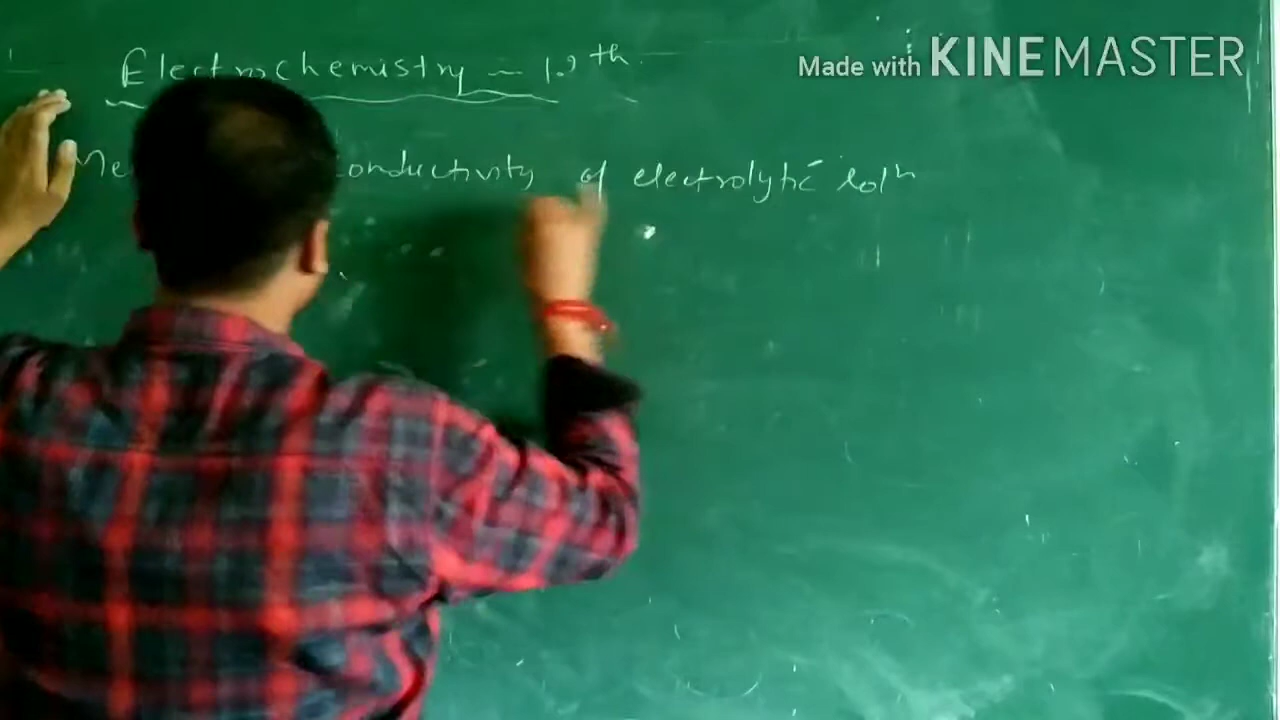 Made with KINEMASTER
Electrochemistry - 12th
conductivity of electrolytic solⁿ